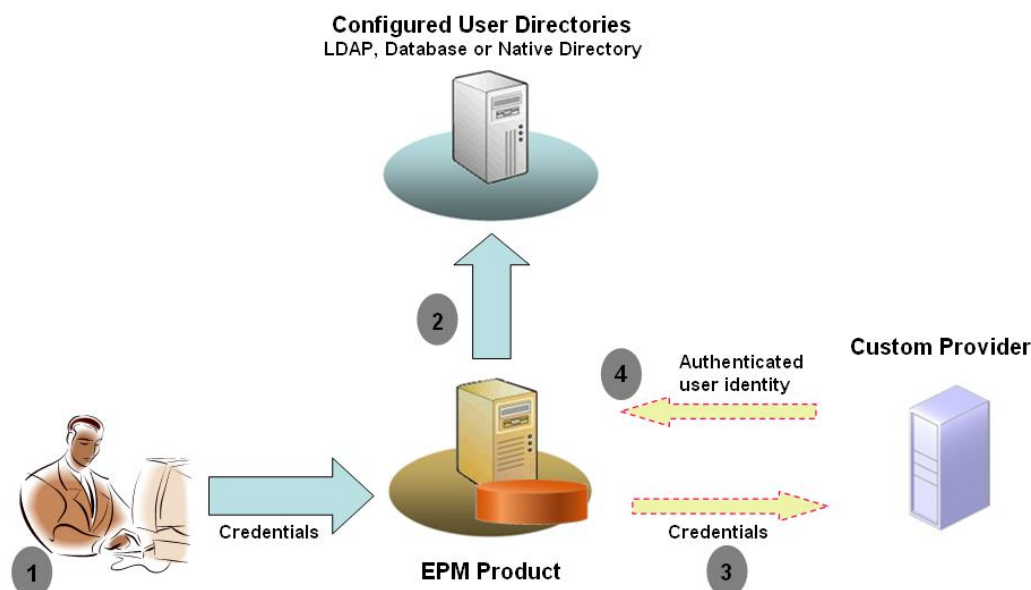 Configured User Directories
LDAP, Database or Native Directory
2
Custom Provider
4
Authenticated
user identity
Credentials
Credentials
1
EPM Product
3